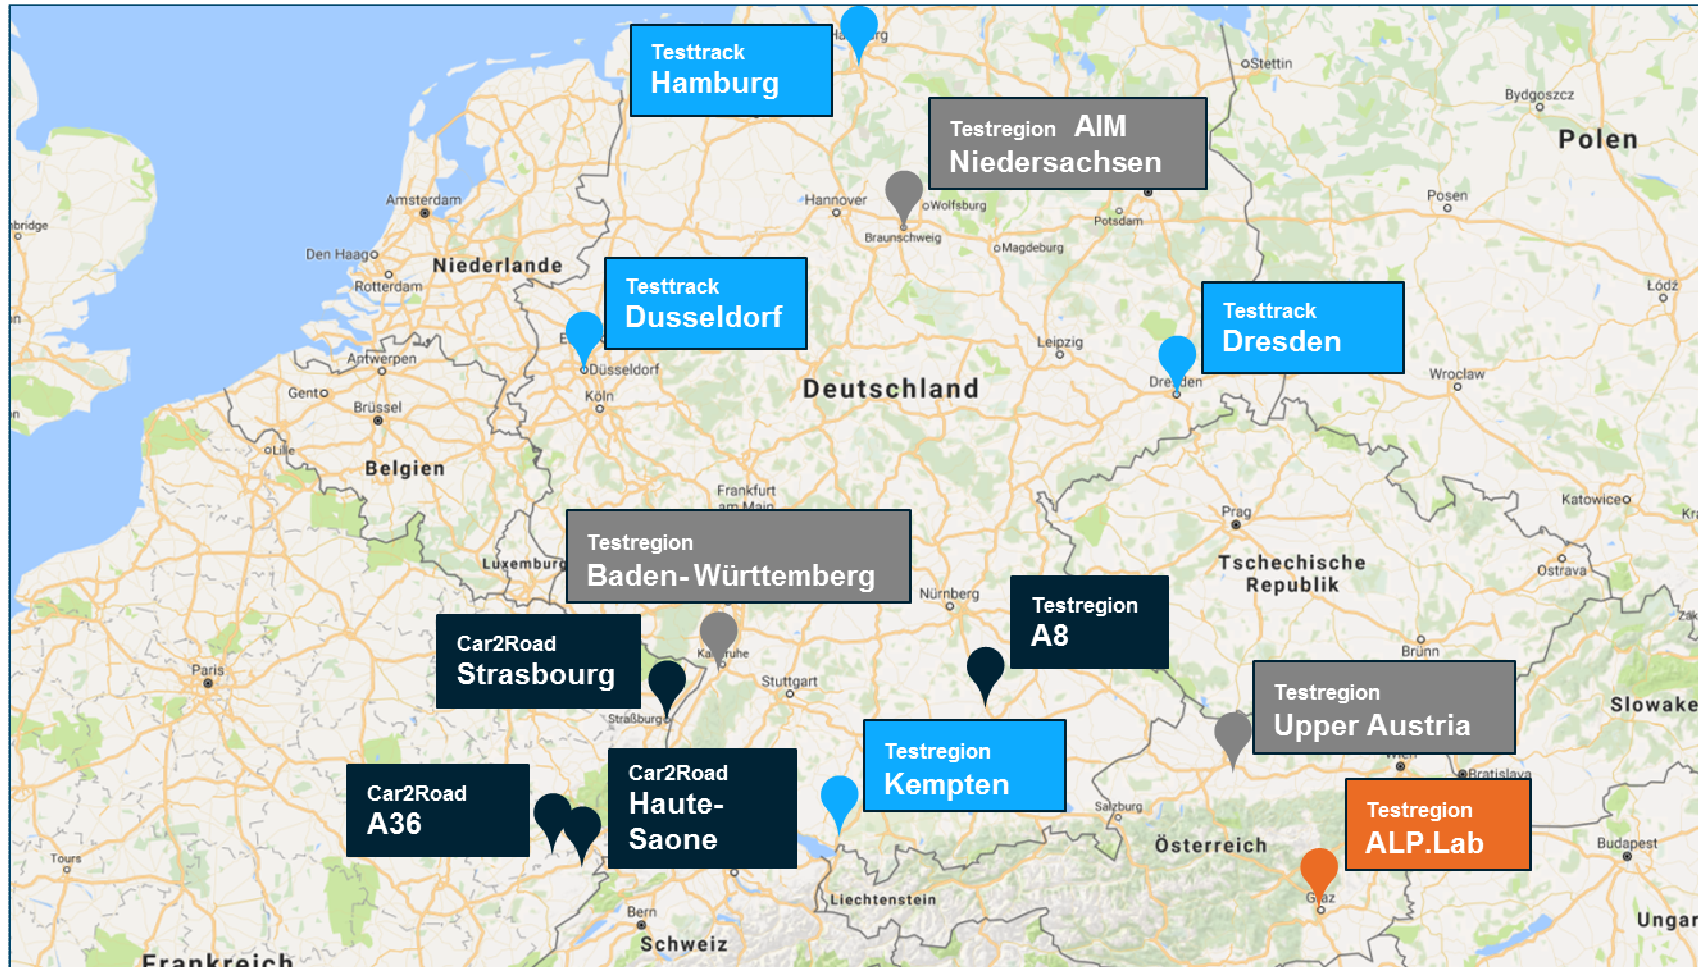 Testtrack
Hamburg
Stettin
Bydgoszcz
Polen
Testregion AIM
Niedersachsen
Amsterdam
Hannover
Wolfsburg
Potsdam
Posen
Braunschweig
Magdeburg
Den Haag
Niederlande
Rotterdam
Łódź
Testtrack
Dusseldorf
Testtrack
Dresden
Leipzig
Antwerpen
Düsseldorf
Deutschland
Dresden
Wroclaw
Gent
Köln
Brüssel
Lille
Belgien
Frankfurt
am Main
Katowice
Prag
Testregion
Baden-Württemberg
Luxemburg
Tschechische
Republik
Ostrava
Nürnberg
Testregion
A8
Car2Road
Strasbourg
Karlsruhe
Brünn
Paris
Stuttgart
Straßburg
Testregion
Upper Austria
Slowake
Testregion
Kempten
Wien
Bratislava
Car2Road
A36
Car2Road
Haute-
Saone
Salzburg
Testregion
ALP.Lab
Österreich
Budapest
Tours
Liechtenstein
Graz
Bern
Schweiz
Ungar
Frankreich